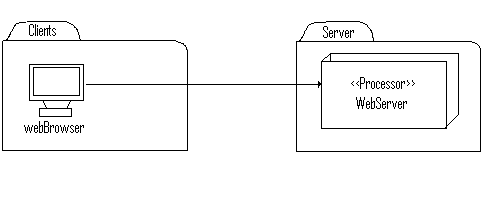 Clients
webBrowser
Server
<<Processor>>
WebServer